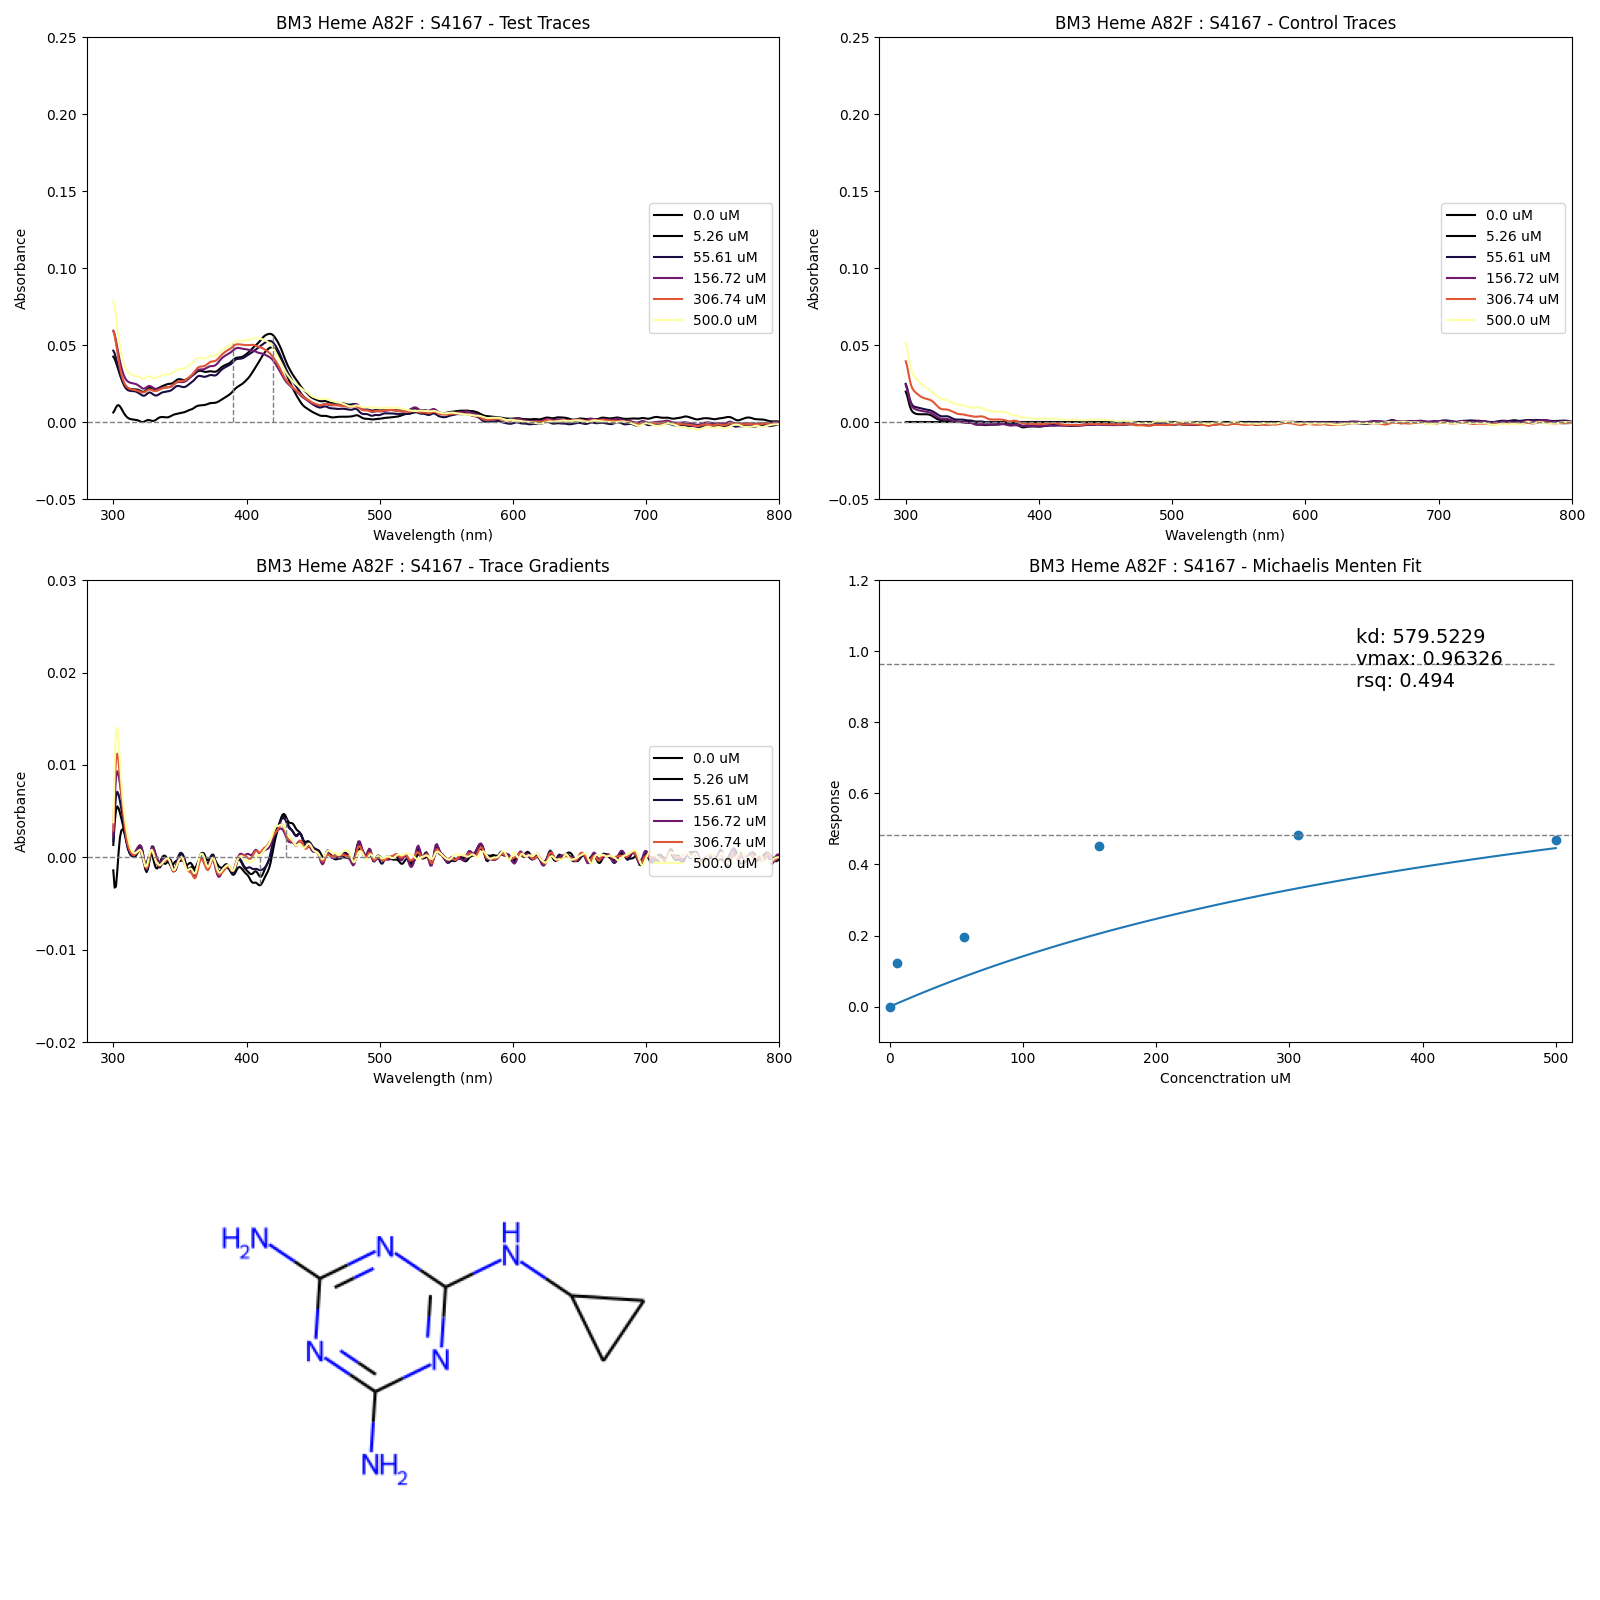 BM3 Heme A82F : S4167 - Test Traces
0.25
0.20
0.15
0.10
0.05
0.00
−0.05
Absorbance
300 400 500 600 700 800
Wavelength (nm)
0.0 uM
5.26 uM
55.61 uM
156.72 uM
306.74 uM
500.0 uM
BM3 Heme A82F : S4167 - Control Traces
0.25
0.20
0.15
0.10
0.05
0.00
−0.05
Absorbance
300 400 500 600 700 800
Wavelength (nm)
0.0 uM
5.26 uM
55.61 uM
156.72 uM
306.74 uM
500.0 uM
BM3 Heme A82F : S4167 - Trace Gradients
0.03
0.02
0.01
0.00
−0.01
−0.02
Absorbance
300 400 500 600 700 800
Wavelength (nm)
0.0 uM
5.26 uM
55.61 uM
156.72 uM
306.74 uM
500.0 uM
BM3 Heme A82F : S4167 - Michaelis Menten Fit
1.2
1.0
0.8
0.6
0.4
0.2
0.0
Response
kd: 579.5229
vmax: 0.96326
rsq: 0.494
0 100 200 300 400 500
Concenctration uM
H2N
N
H
N
N
N
NH2